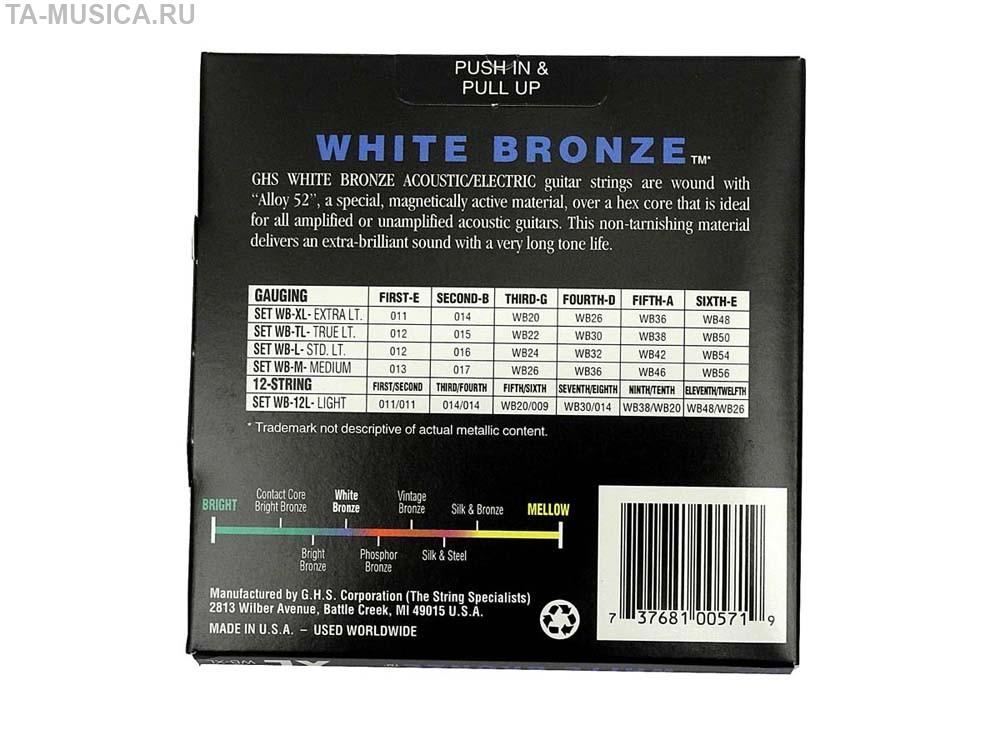 TA-MUSICA.RU
PUSH IN &
PULL UP
WHITE BRONZE TM*
GHS WHITE BRONZE ACOUSTIC/ELECTRIC guitar strings are wound with
“Alloy 52”, a special, magnetically active material, over a hex core that is ideal
for all amplified or unamplified acoustic guitars. This non-tarnishing material
delivers an extra-brilliant sound with a very long tone life.
GAUGING FIRST-E SECOND-B THIRD-G FOURTH-D FIFTH-A SIXTH-E
SET WB-XL- EXTRA LT. 011 014 WB20 WB26 WB36 WB48
SET WB-TL- TRUE LT. 012 015 WB22 WB30 WB38 WB50
SET WB-L- STD. LT. 012 016 WB24 WB32 WB42 WB54
SET WB-M- MEDIUM 013 017 WB26 WB36 WB46 WB56
12-STRING FIRST/SECOND THIRD/FOURTH FIFTH/SIXTH SEVENTH/EIGHTH NINTH/TENTH ELEVENTH/TWELFTH
SET WB-12L- LIGHT 011/011 014/014 WB20/009 WB30/014 WB38/WB20 WB48/WB26
* Trademark not descriptive of actual metallic content.
BRIGHT
Contact Core
Bright Bronze
White
Bronze
Vintage
Bronze
Silk & Bronze
MELLOW
Bright
Bronze
Phosphor
Bronze
Silk & Steel
Manufactured by G.H.S. Corporation (The String Specialists)
2813 Wilber Avenue, Battle Creek, MI 49015 U.S.A.
MADE IN U.S.A. – USED WORLDWIDE
7 37681 00571 9
WB-XL XL WHITE BRONZE